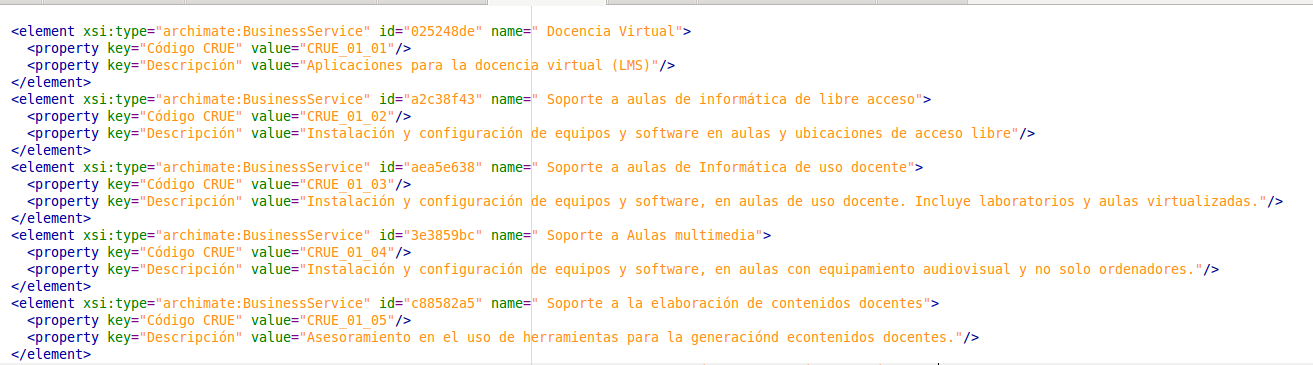 <element xsi:type="archimate:BusinessService" id="025248de" name=" Docencia Virtual">
<property key="Código CRUE" value="CRUE_01_01"/>
<property key="Descripción" value="Aplicaciones para la docencia virtual (LMS)"/>
</element>
<element xsi:type="archimate:BusinessService" id="a2c38f43" name=" Soporte a aulas de informática de libre acceso">
<property key="Código CRUE" value="CRUE_01_02"/>
<property key="Descripción" value="Instalación y configuración de equipos y software en aulas y ubicaciones de acceso libre"/>
</element>
<element xsi:type="archimate:BusinessService" id="aea5e638" name=" Soporte a aulas de Informática de uso docente">
<property key="Código CRUE" value="CRUE_01_03"/>
<property key="Descripción" value="Instalación y configuración de equipos y software, en aulas de uso docente. Incluye laboratorios y aulas virtualizadas."/>
</element>
<element xsi:type="archimate:BusinessService" id="3e3859bc" name=" Soporte a Aulas multimedia">
<property key="Código CRUE" value="CRUE_01_04"/>
<property key="Descripción" value="Instalación y configuración de equipos y software, en aulas con equipamiento audiovisual y no solo ordenadores."/>
</element>
<element xsi:type="archimate:BusinessService" id="c88582a5" name=" Soporte a la elaboración de contenidos docentes">
<property key="Código CRUE" value="CRUE_01_05"/>
<property key="Descripción" value="Asesoramiento en el uso de herramientas para la generaciónd econtenidos docentes."/>
</element>